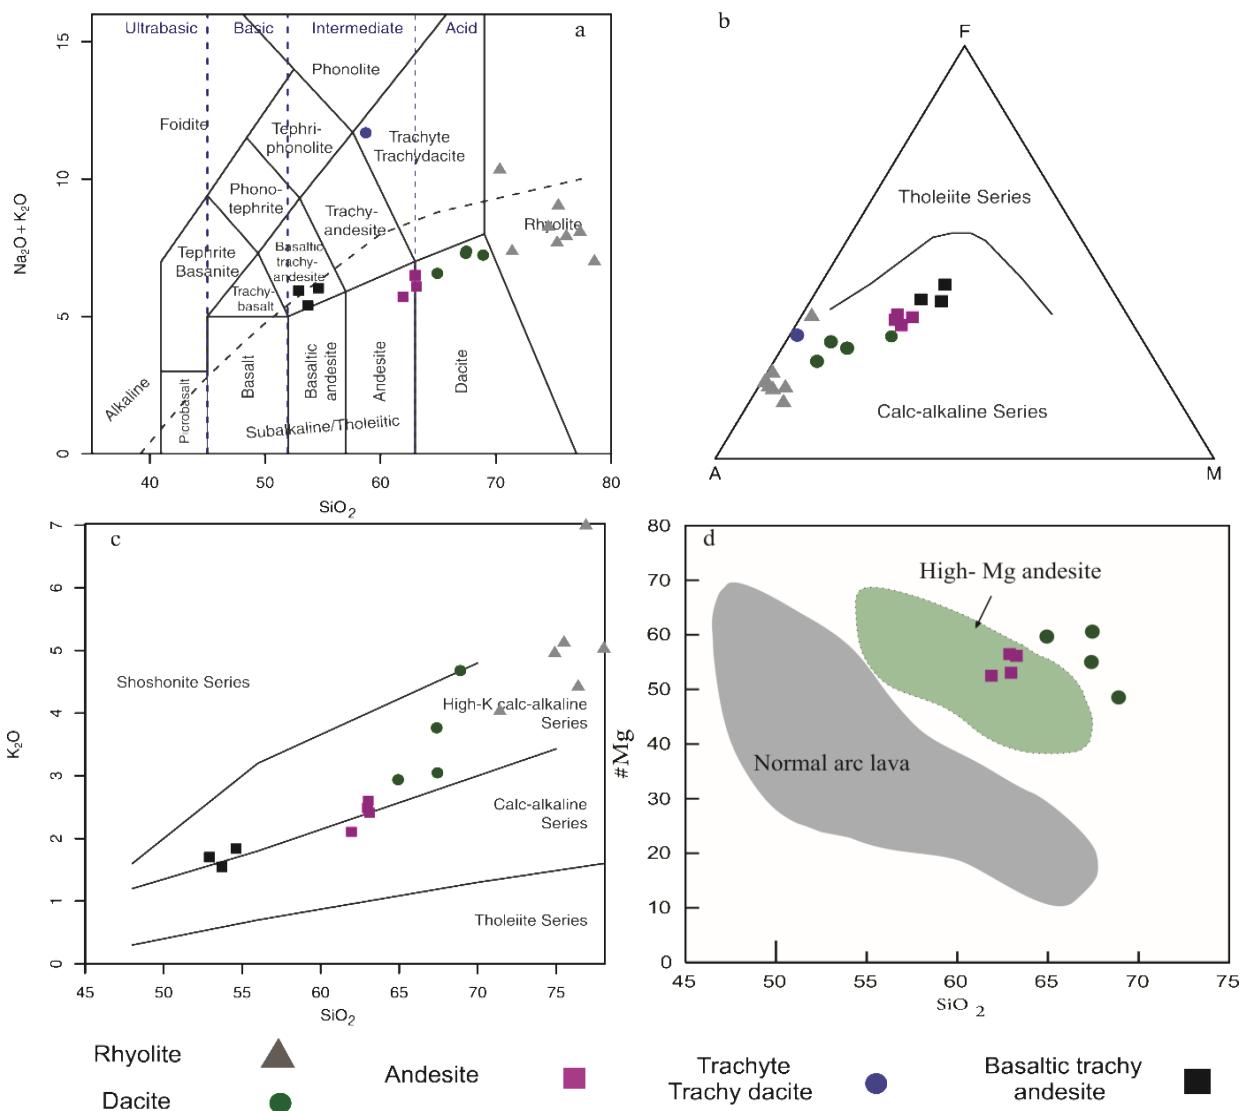 Ultrabasic Basic Intermediate Acid a
15
Phonolite
Foidite
Tephri-
phonolite
Trachyte
Trachydacite
10
Phono-
tephrite
Trachy-
andesite
Rhyolite
Tephrite
Basanite
Basaltic
trachy-
andesite
Trachy-
basalt
5
Alkaline
Picrobasalt
Basalt
Basaltic
andesite
Andesite
Dacite
Subalkaline/Tholeiitic
0
40 50 60 70 80
SiO2
Na2O + K2O
b
F
Tholeiite Series
Calc-alkaline Series
A M
c
7
6
5
4
3
2
1
0
Shoshonite Series
High-K calc-alkaline
Series
Calc-alkaline
Series
Tholeiite Series
45 50 55 60 65 70 75
SiO2
K2O
d
80
70
60
50
40
30
20
10
0
High- Mg andesite
Normal arc lava
#Mg
45 50 55 60 65 70 75
SiO 2
Rhyolite
Dacite
Andesite
Trachyte
Trachy dacite
Basaltic trachy
andesite